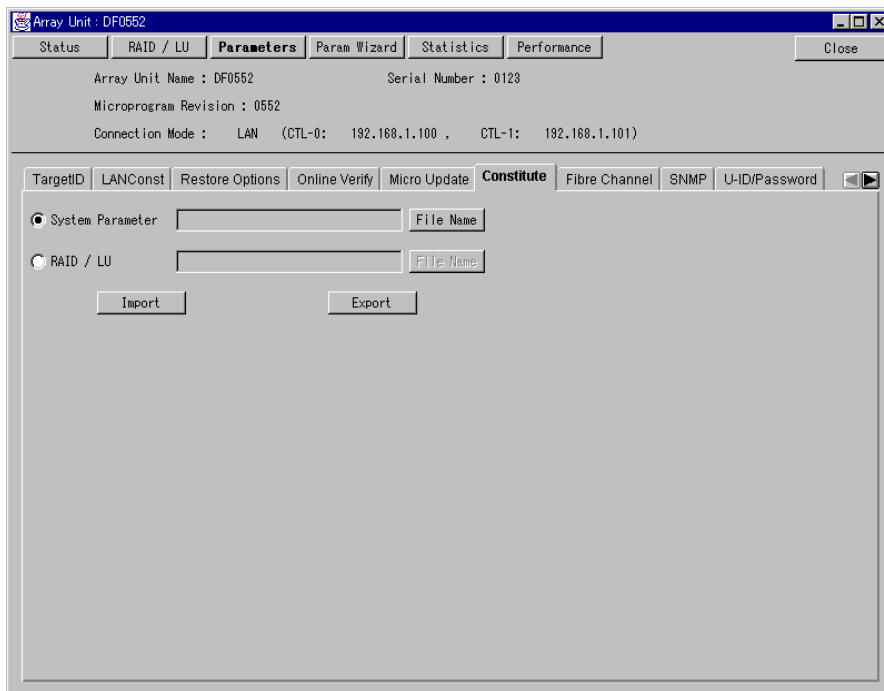 Array Unit : DF0552
Status RAID / LU Parameters Param Wizard Statistics Performance Close
Array Unit Name : DF0552 Serial Number : 0123
Microprogram Revision : 0552
Connection Mode : LAN (CTL-0: 192.168.1.100 , CTL-1: 192.168.1.101)
TargetID LANConst Restore Options Online Verify Micro Update Constitute Fibre Channel SNMP U-ID/Password
System Parameter File Name
RAID / LU File Name
Import Export